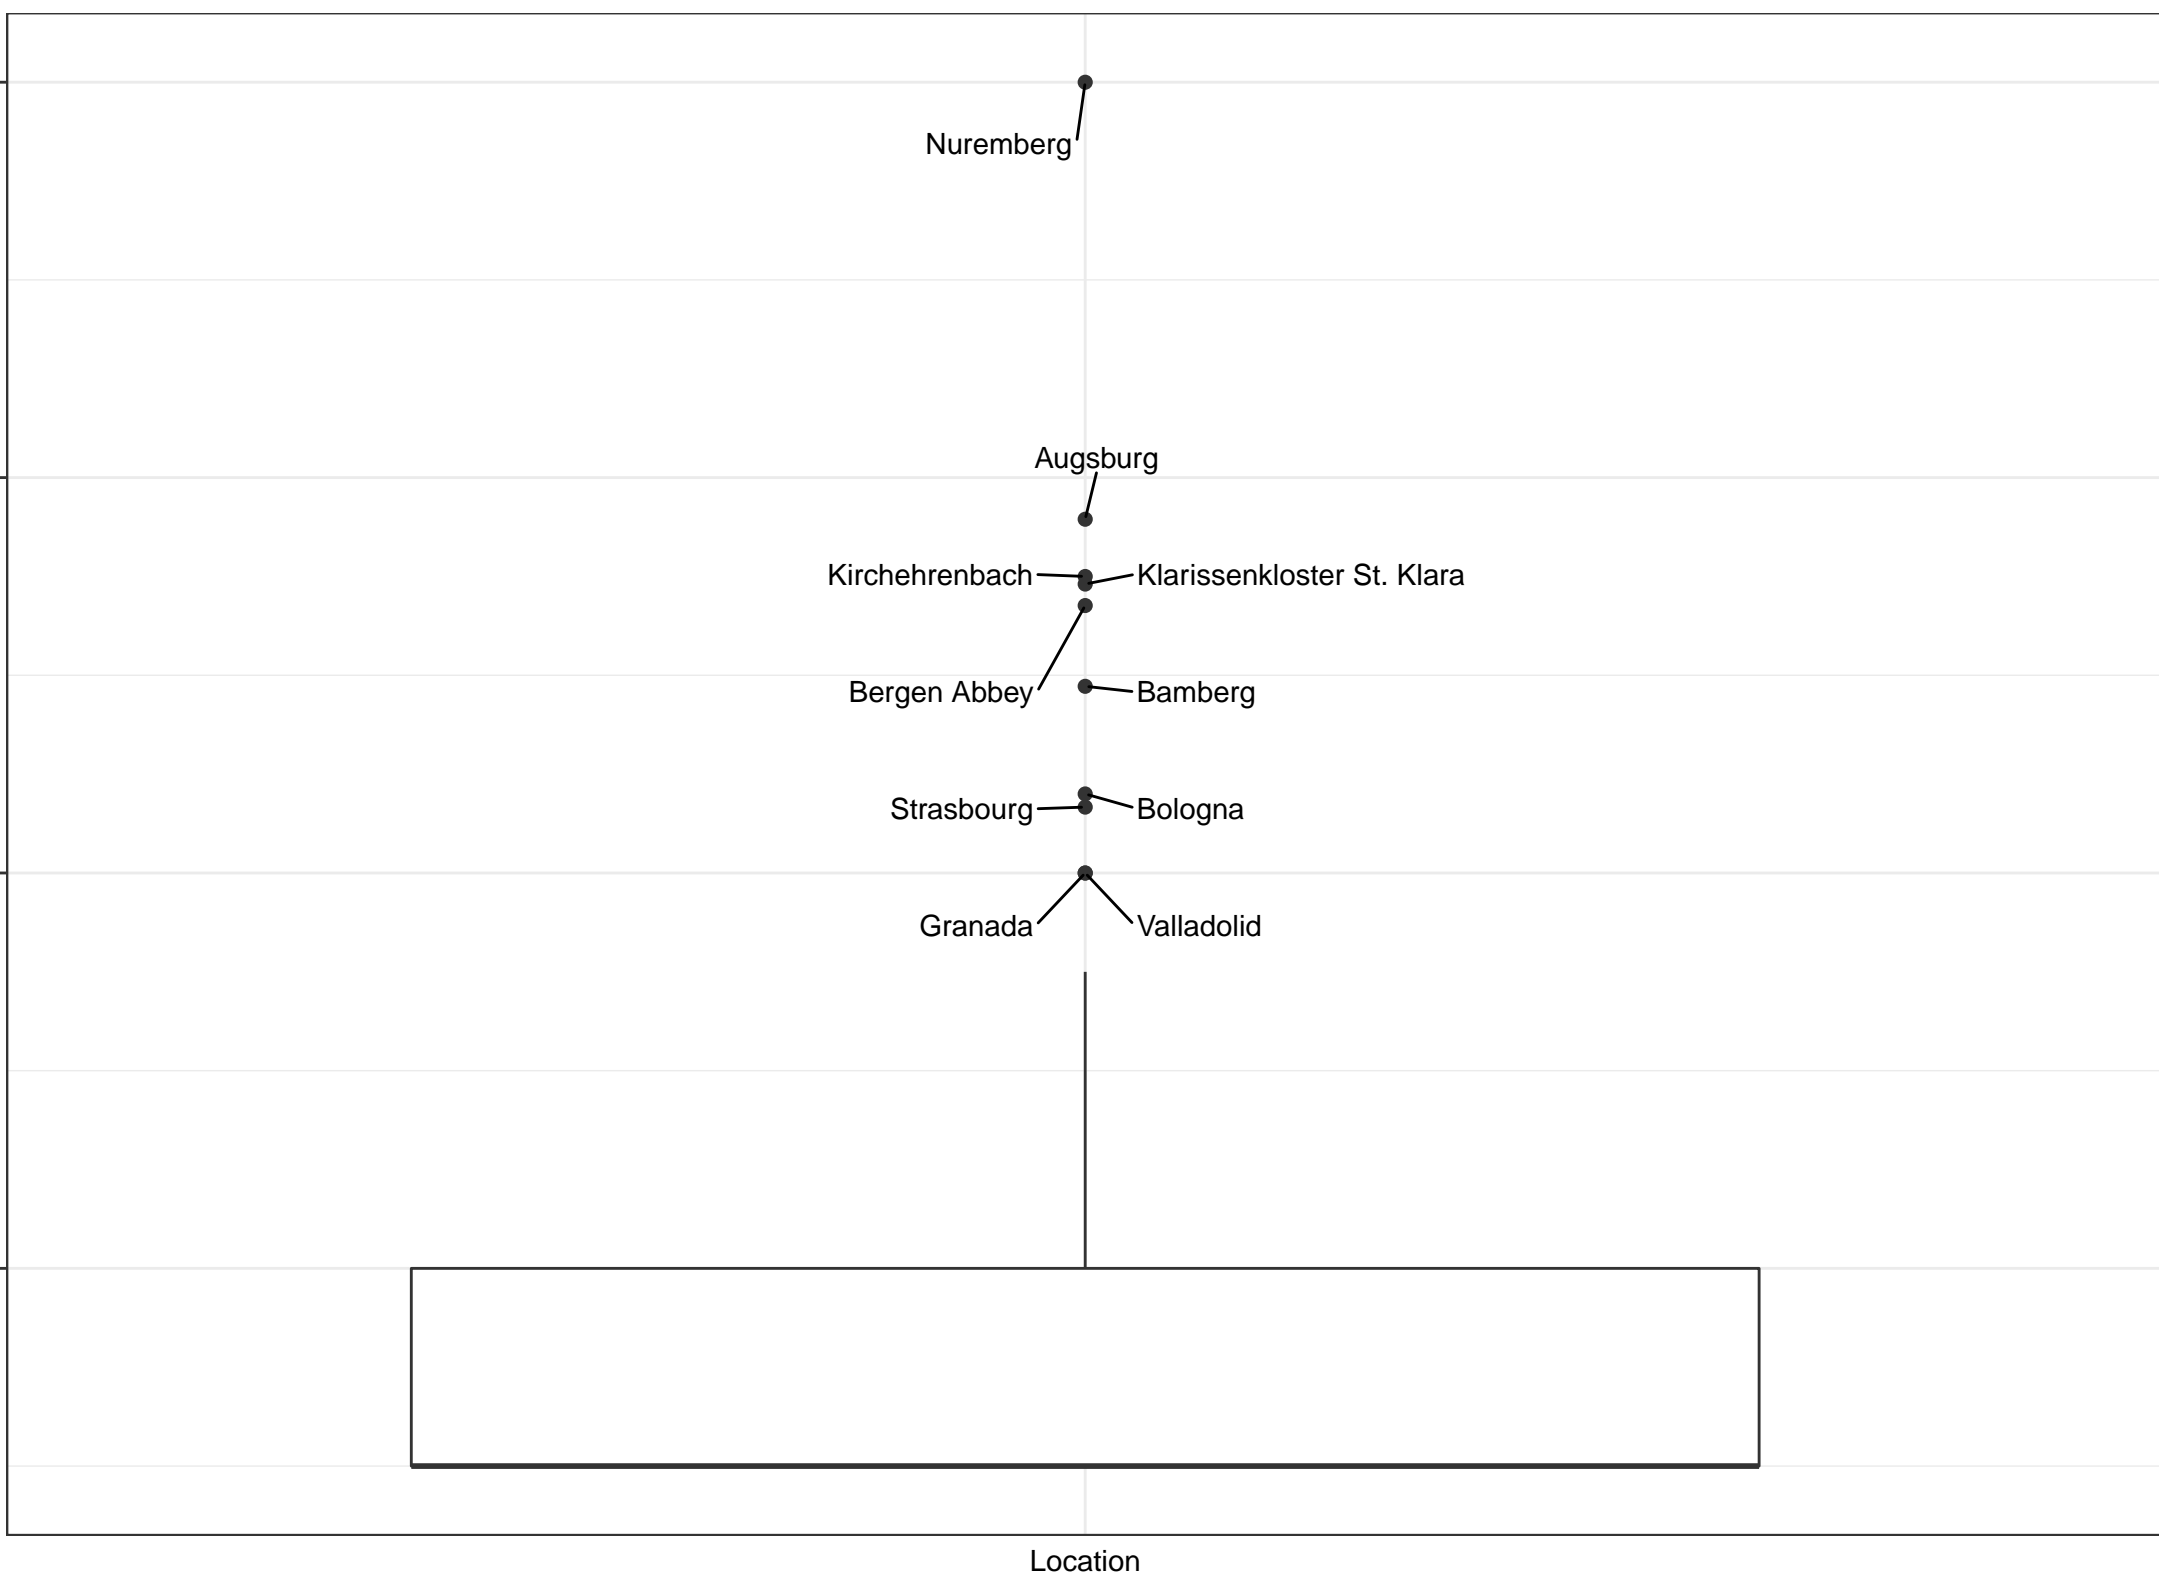 Nuremberg
Augsburg
Kirchehrenbach
Klarissenkloster St. Klara
Bergen Abbey
Bamberg
Strasbourg
Bologna
Granada
Valladolid
Location